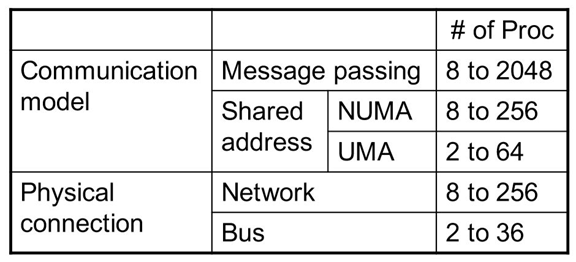 # of Proc
Communication model Message passing 8 to 2048
Shared address NUMA 8 to 256
UMA 2 to 64
Physical connection Network 8 to 256
Bus 2 to 36